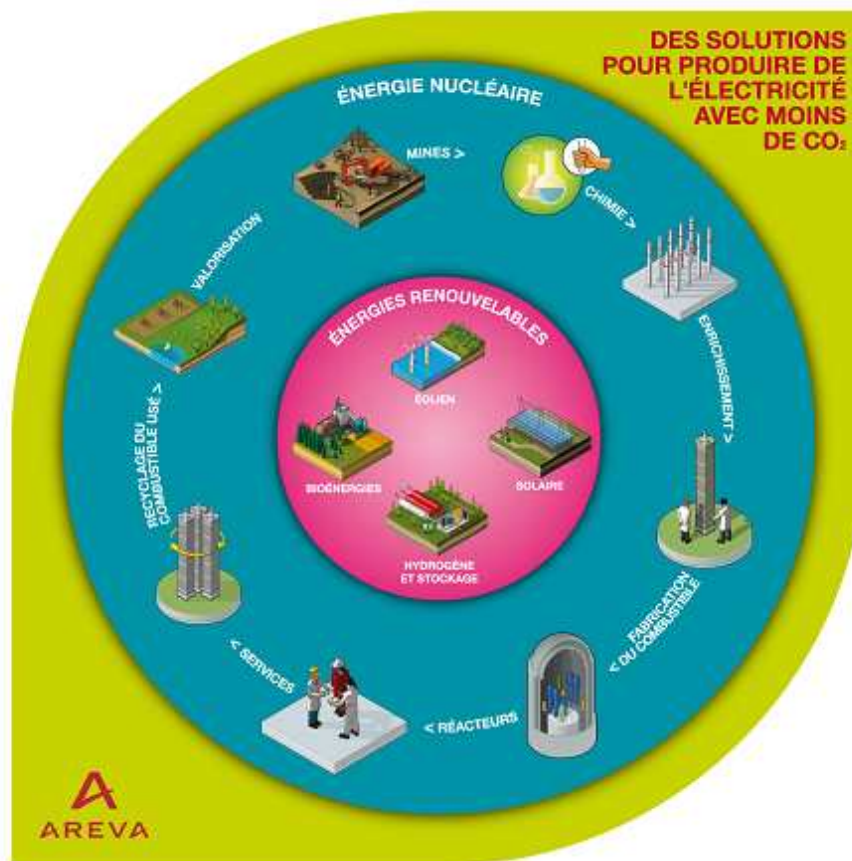 DES SOLUTIONS
POUR PRODUIRE DE
L'ÉLECTRICITÉ
AVEC MOINS
DE CO₂
ÉNERGIE NUCLÉAIRE
MINES >
CHIMIE >
ENRICHISSEMENT >
FABRICATION
< DU COMBUSTIBLE
< RÉACTEURS
< SERVICES
RECYCLAGE DU
COMBUSTIBLE USÉ >
VALORISATION
ÉNERGIES RENOUVELABLES
ÉOLIEN
SOLAIRE
HYDROGÈNE
ET STOCKAGE
BIOÉNERGIES
AREVA